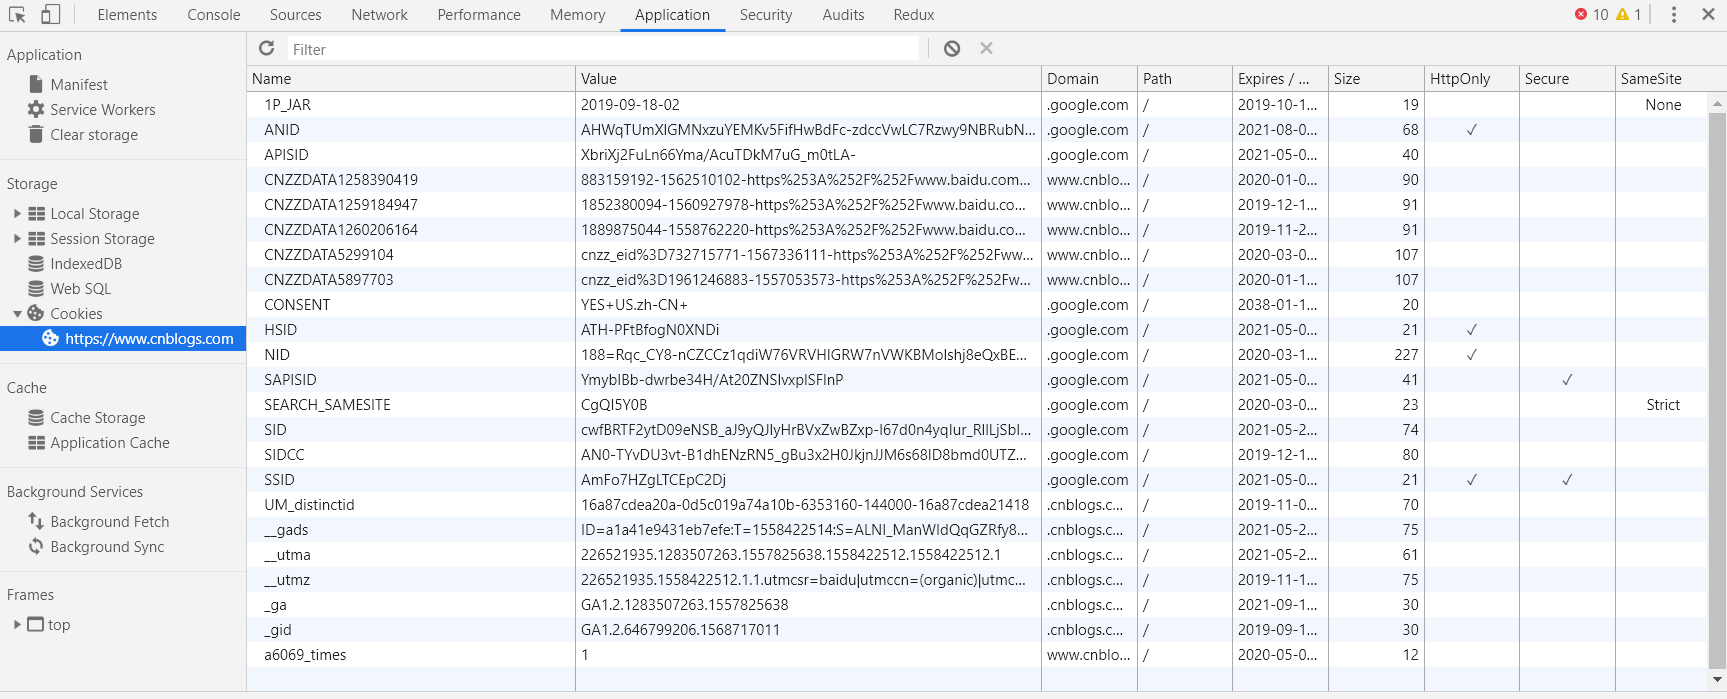 Elements Console Sources Network Performance Memory Application Security Audits Redux 10 1
Application
Manifest
Service Workers
Clear storage
Storage
Local Storage
Session Storage
IndexedDB
Web SQL
Cookies
https://www.cnblogs.com
Cache
Cache Storage
Application Cache
Background Services
Background Fetch
Background Sync
Frames
top
Filter
Name Value Domain Path Expires / ... Size HttpOnly Secure SameSite
1P_JAR 2019-09-18-02 .google.com / 2019-10-1... 19 None
ANID AHWqTUmXlGMNxzuYEMKv5FifHwBdFc-zdccVwLC7Rzwy9NBRubN... .google.com / 2021-08-0... 68 ✓
APISID XbriXj2FuLn66Yma/AcuTDkM7uG_m0tLA- .google.com / 2021-05-0... 40
CNZZDATA1258390419 883159192-1562510102-https%253A%252F%252Fwww.baidu.com... www.cnblo... / 2020-01-0... 90
CNZZDATA1259184947 1852380094-1560927978-https%253A%252F%252Fwww.baidu.co... www.cnblo... / 2019-12-1... 91
CNZZDATA1260206164 1889875044-1558762220-https%253A%252F%252Fwww.baidu.co... www.cnblo... / 2019-11-2... 91
CNZZDATA5299104 cnzz_eid%3D732715771-1567336111-https%253A%252F%252Fww... www.cnblo... / 2020-03-0... 107
CNZZDATA5897703 cnzz_eid%3D1961246883-1557053573-https%253A%252F%252Fw... www.cnblo... / 2020-01-1... 107
CONSENT YES+US.zh-CN+ .google.com / 2038-01-1... 20
HSID ATH-PFtBfogN0XNDi .google.com / 2021-05-0... 21 ✓
NID 188=Rqc_CY8-nCZCCz1qdiW76VRVHIGRW7nVWKBMolshj8eQxBE... .google.com / 2020-03-1... 227 ✓
SAPISID YmyblBb-dwrbe34H/At20ZNSlvxplSFlnP .google.com / 2021-05-0... 41 ✓
SEARCH_SAMESITE CgQI5Y0B .google.com / 2020-03-0... 23 Strict
SID cwfBRTF2ytD09eNSB_aJ9yQJlyHrBVxZwBZxp-l67d0n4yqlur_RlILjSbl... .google.com / 2021-05-2... 74
SIDCC AN0-TYvDU3vt-B1dhENzRN5_gBu3x2H0JkjnJJM6s68ID8bmd0UTZ... .google.com / 2019-12-1... 80
SSID AmFo7HZgLTCEpC2Dj .google.com / 2021-05-0... 21 ✓ ✓
UM_distinctid 16a87cdea20a-0d5c019a74a10b-6353160-144000-16a87cdea21418 .cnblogs.c... / 2019-11-0... 70
__gads ID=a1a41e9431eb7efe:T=1558422514:S=ALNI_ManWldQqGZRfy8... .cnblogs.c... / 2021-05-2... 75
__utma 226521935.1283507263.1557825638.1558422512.1558422512.1 .cnblogs.c... / 2021-05-2... 61
__utmz 226521935.1558422512.1.1.utmcsr=baidu|utmccn=(organic)|utmc... .cnblogs.c... / 2019-11-1... 75
_ga GA1.2.1283507263.1557825638 .cnblogs.c... / 2021-09-1... 30
_gid GA1.2.646799206.1568717011 .cnblogs.c... / 2019-09-1... 30
a6069_times 1 www.cnblo... / 2020-05-0... 12